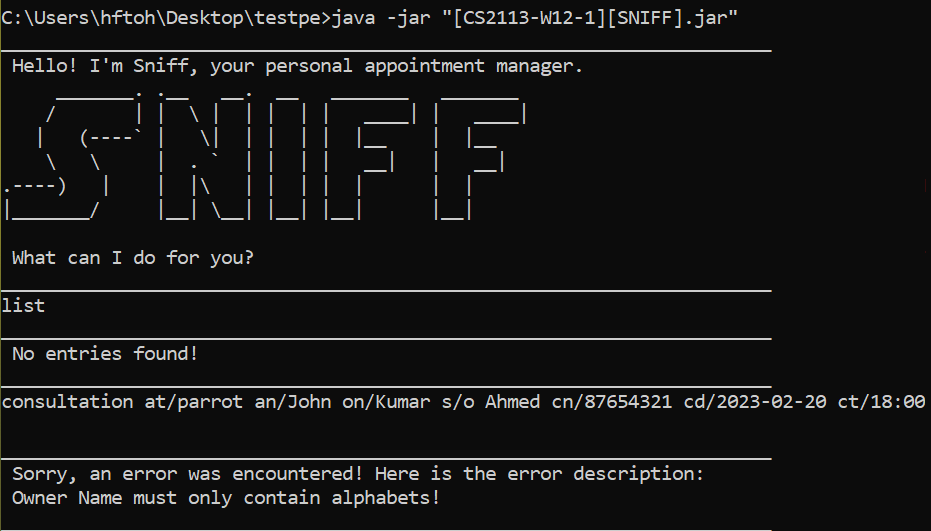 C:\Users\hftoh\Desktop\testpe>java -jar "[CS2113-W12-1][SNIFF].jar"
Hello! I'm Sniff, your personal appointment manager.
SNIFF
What can I do for you?
list
No entries found!
consultation at/parrot an/John on/Kumar s/o Ahmed cn/87654321 cd/2023-02-20 ct/18:00
Sorry, an error was encountered! Here is the error description:
Owner Name must only contain alphabets!